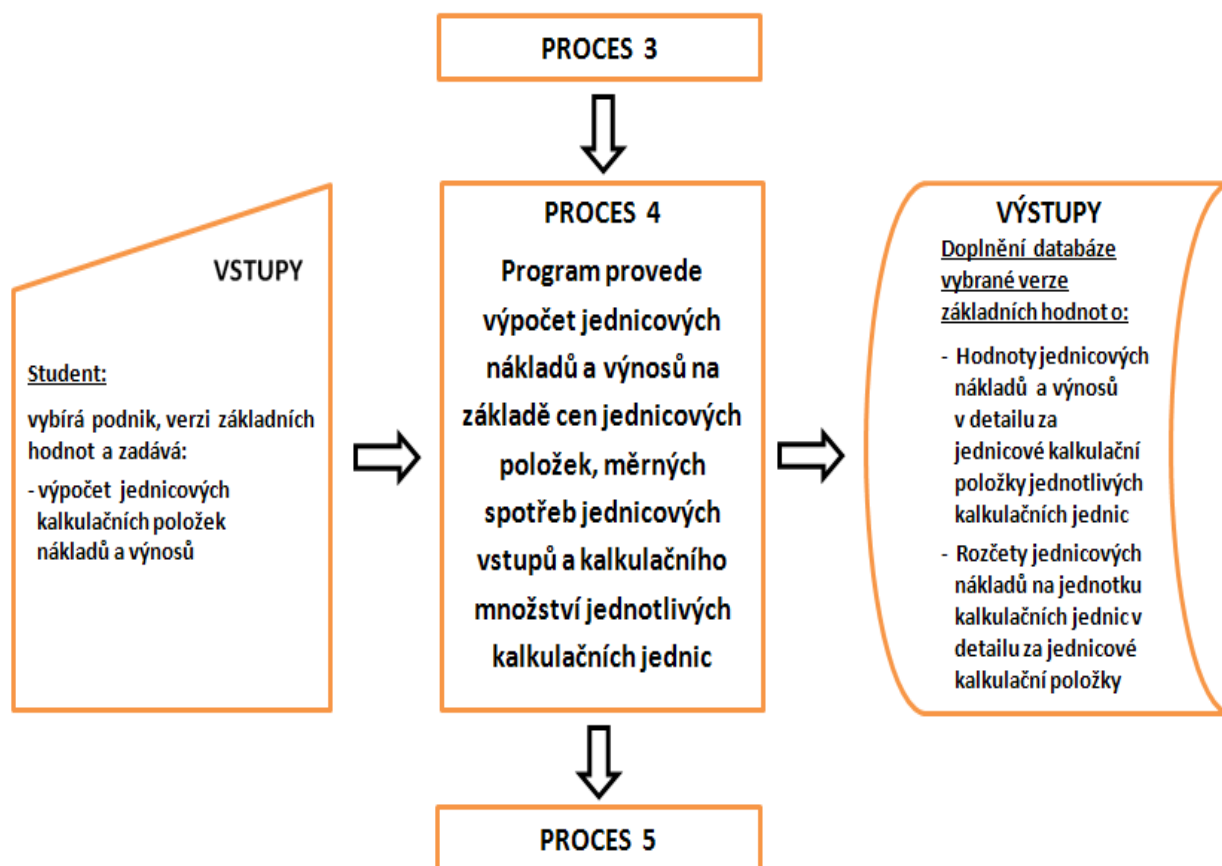 PROCES 3
VSTUPY
Student:
vybírá podnik, verzi základních
hodnot a zadává:
- výpočet jednicových
kalkulačních položek
nákladů a výnosů
PROCES 4
Program provede
výpočet jednicových
nákladů a výnosů na
základě cen jednicových
položek, měrných
spotřeb jednicových
vstupů a kalkulačního
množství jednotlivých
kalkulačních jednic
VÝSTUPY
Doplnění databáze
vybrané verze
základních hodnot o:
- Hodnoty jednicových
nákladů a výnosů
v detailu za
jednicové kalkulační
položky jednotlivých
kalkulačních jednic
- Rozčety jednicových
nákladů na jednotku
kalkulačních jednic v
detailu za jednicové
kalkulační položky
PROCES 5